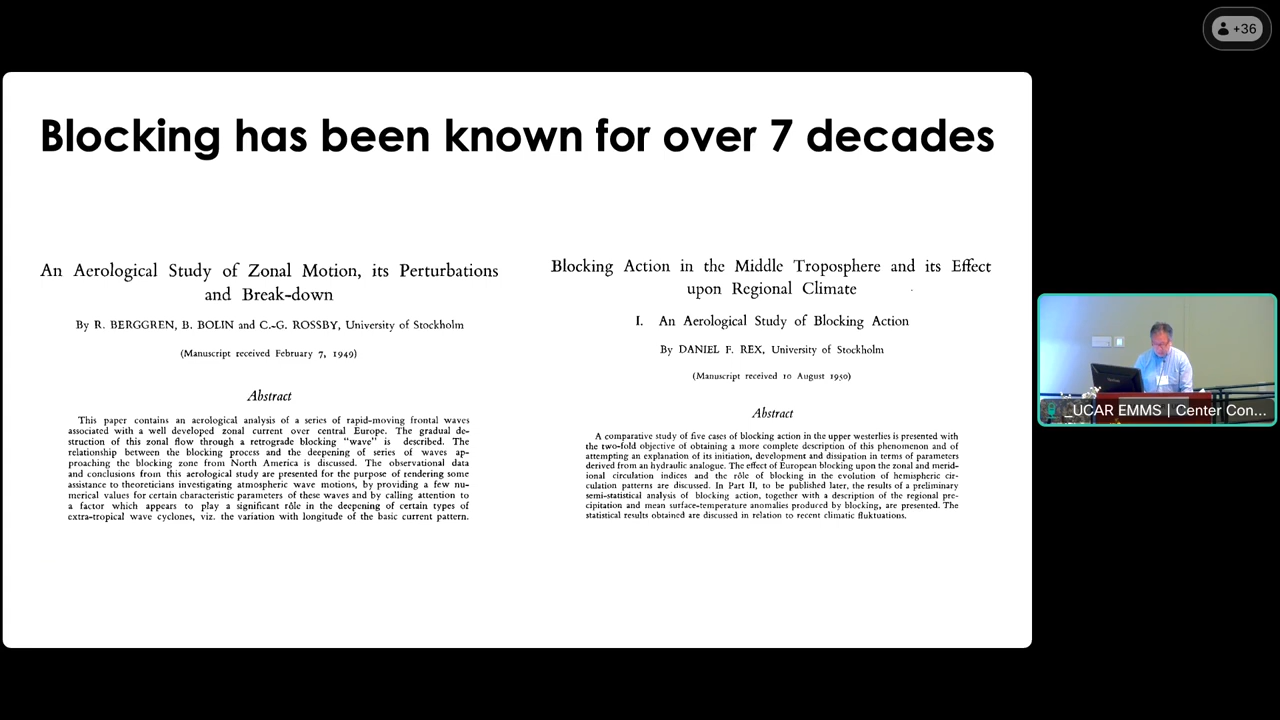 +36
Blocking has been known for over 7 decades
An Aerological Study of Zonal Motion, its Perturbations
and Break-down
By R. BERGGREN, B. BOLIN and C.-G. ROSSBY, University of Stockholm
(Manuscript received February 7, 1949)
Abstract
This paper contains an aerological analysis of a series of rapid-moving frontal waves
associated with a well developed zonal current over central Europe. The gradual de-
struction of this zonal flow through a retrograde blocking “wave” is described. The
relationship between the blocking process and the deepening of series of waves ap-
proaching the blocking zone from North America is discussed. The observational data
and conclusions from this aerological study are presented for the purpose of rendering some
assistance to theoreticians investigating atmospheric wave motions, by providing a few nu-
merical values for certain characteristic parameters of these waves and by calling attention to
a factor which appears to play a significant rôle in the deepening of certain types of
extra-tropical wave cyclones, viz. the variation with longitude of the basic current pattern.
Blocking Action in the Middle Troposphere and its Effect
upon Regional Climate
I. An Aerological Study of Blocking Action
By DANIEL F. REX, University of Stockholm
(Manuscript received 10 August 1950)
Abstract
A comparative study of five cases of blocking action in the upper westerlies is presented with
the two-fold objective of obtaining a more complete description of this phenomenon and of
attempting an explanation of its initiation, development and dissipation in terms of parameters
derived from an hydraulic analogue. The effect of European blocking upon the zonal and merid-
ional circulation indices and the rôle of blocking in the evolution of hemispheric cir-
culation patterns are discussed. In Part II, to be published later, the results of a preliminary
semi-statistical analysis of blocking action, together with a description of the regional pre-
cipitation and mean surface-temperature anomalies produced by blocking, are presented. The
statistical results obtained are discussed in relation to recent climatic fluktuations.
_UCAR EMMS | Center Con...